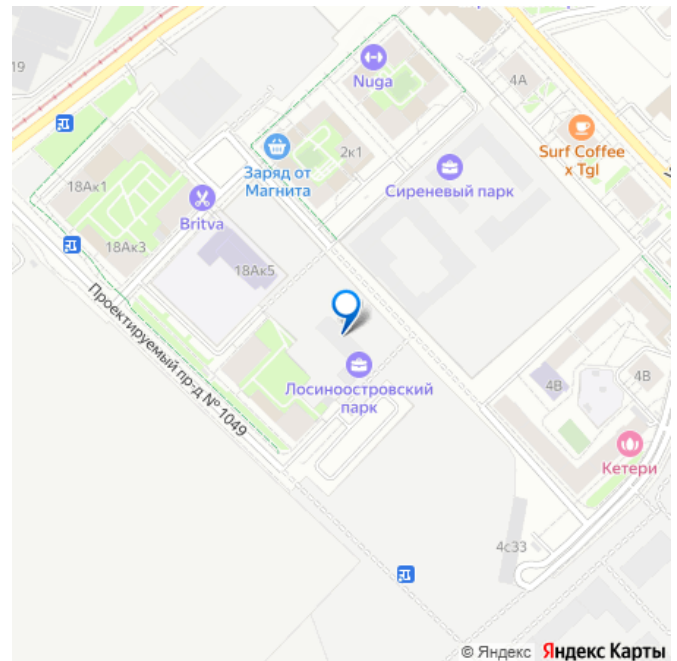 19
Nuga
4А
Surf Coffee
x Tgl
2к1
Заряд от
Магнита
Сиреневый парк
18Ак1
Britva
18Ак3
18Ак5
Проектируемый пр-д № 1049
Лосиноостровский
парк
4В
4В
Кетери
4с33
© Яндекс Яндекс Карты